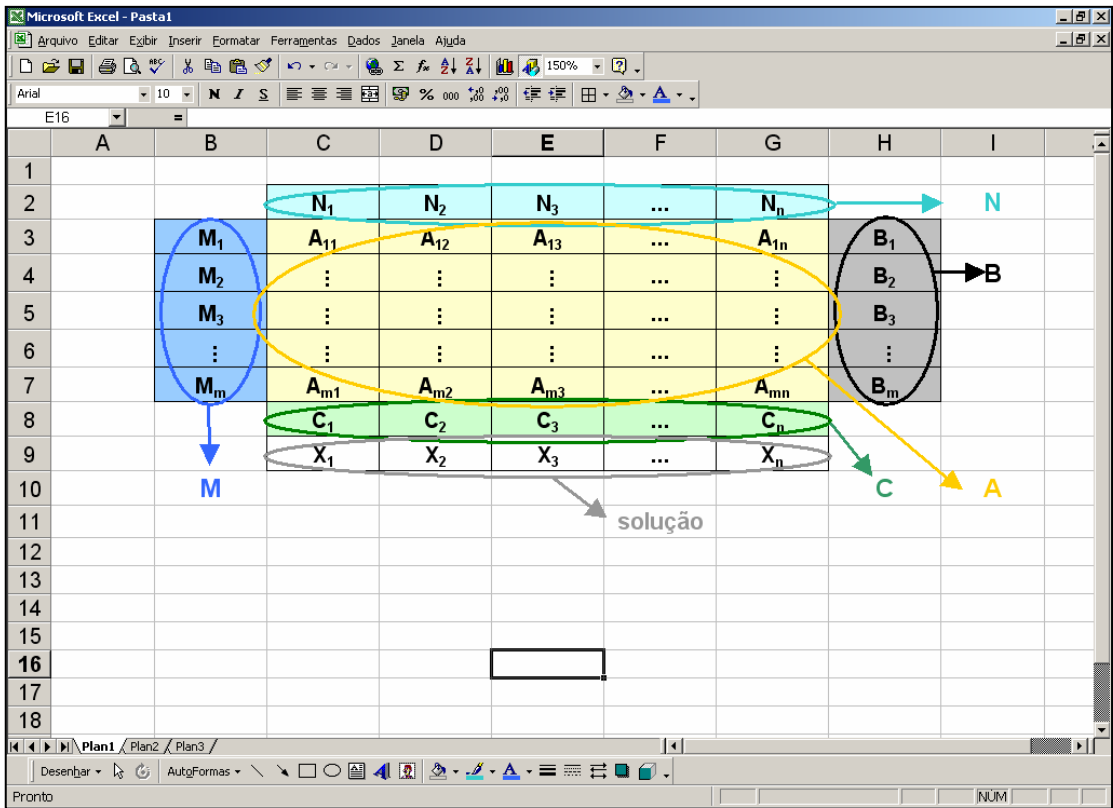 Microsoft Excel - Pasta1
Arquivo Editar Exibir Inserir Formatar Ferramentas Dados Janela Ajuda
150%
Arial 10 N I S % 000
E16 =
A B C D E F G H I
1
2 N₁ N₂ N₃ ... Nₙ N
3 M₁ A₁₁ A₁₂ A₁₃ ... A₁ₙ B₁
4 M₂ ⋮ ⋮ ⋮ ... ⋮ B₂ B
5 M₃ ⋮ ⋮ ⋮ ... ⋮ B₃
6 ⋮ ⋮ ⋮ ⋮ ... ⋮ ⋮
7 Mₘ Aₘ₁ Aₘ₂ Aₘ₃ ... Aₘₙ Bₘ
8 C₁ C₂ C₃ ... Cₙ
9 X₁ X₂ X₃ ... Xₙ
10 M C A
11 solução
12
13
14
15
16
17
18
Plan1 Plan2 Plan3
Desenhar AutoFormas
Pronto NÚM